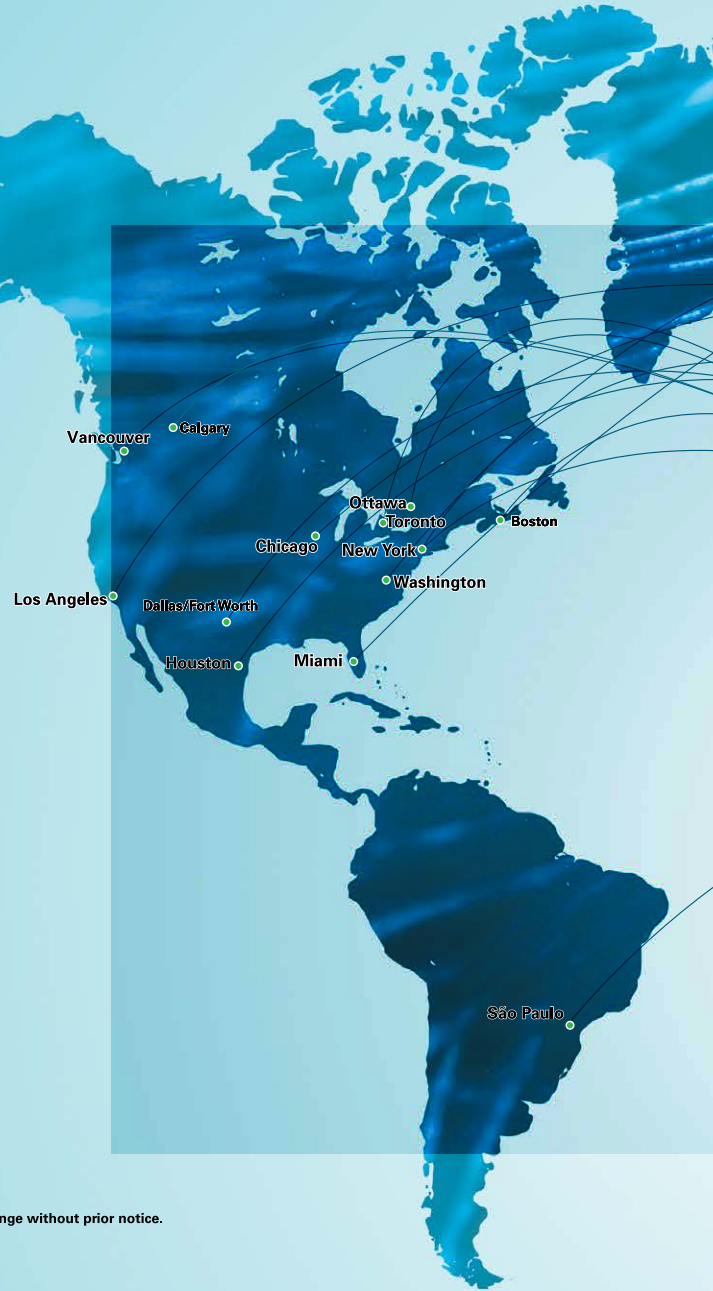 Calgary
Vancouver
Ottawa
Toronto
Boston
Chicago
New York
Washington
Los Angeles
Dallas/Fort Worth
Houston
Miami
São Paulo
nge without prior notice.